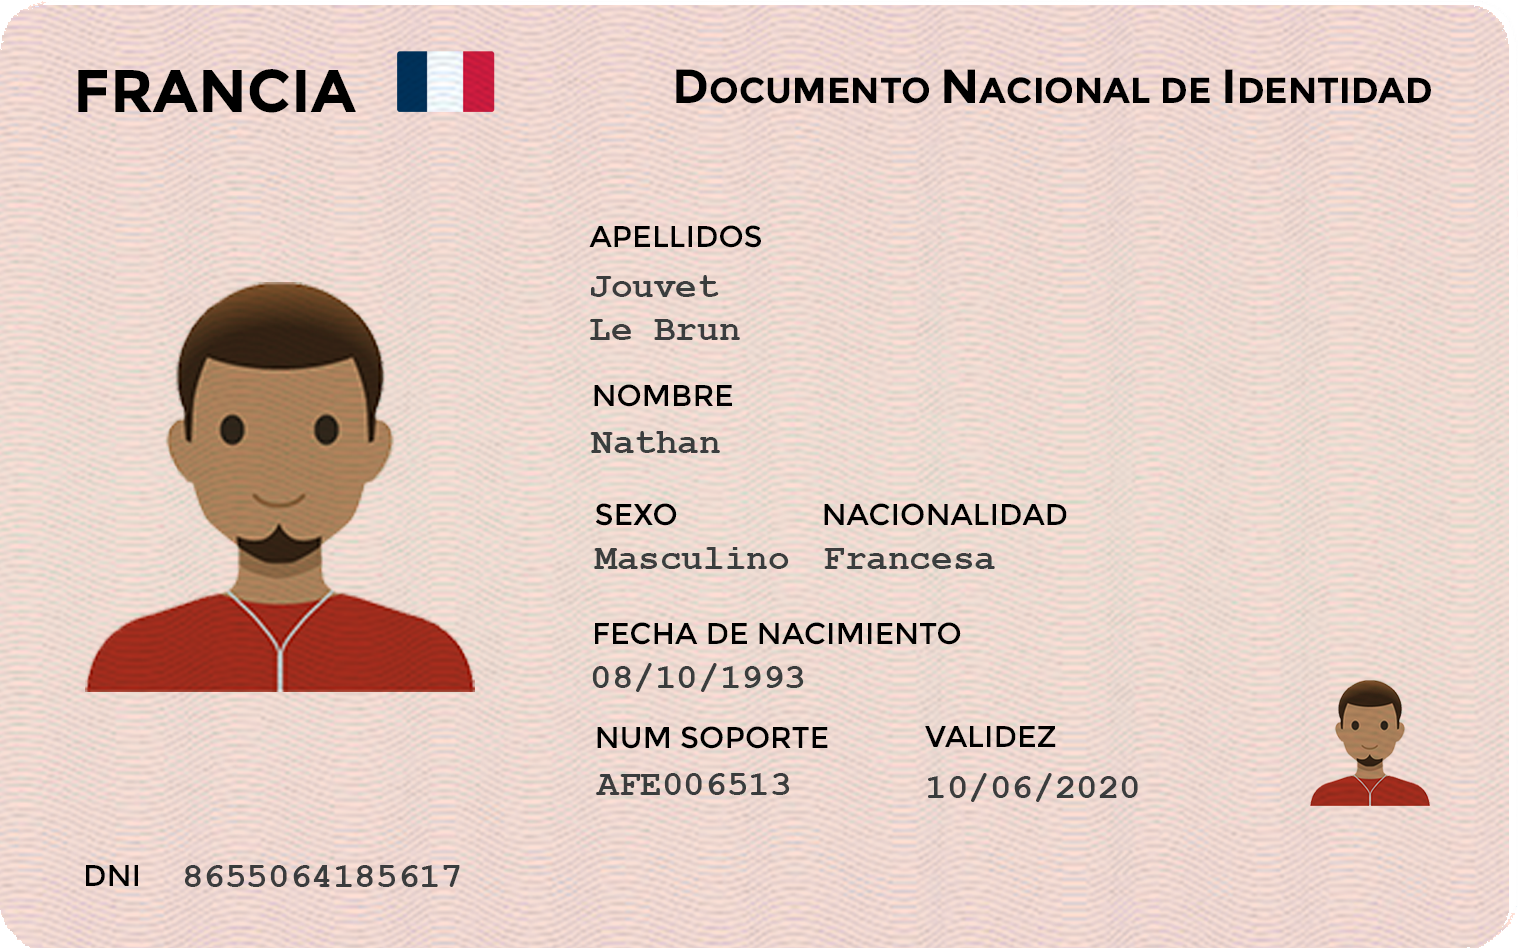 FRANCIA
DOCUMENTO NACIONAL DE IDENTIDAD
APELLIDOS
Jouvet
Le Brun
NOMBRE
Nathan
SEXO NACIONALIDAD
Masculino Francesa
FECHA DE NACIMIENTO
08/10/1993
NUM SOPORTE VALIDEZ
AFE006513 10/06/2020
DNI 8655064185617